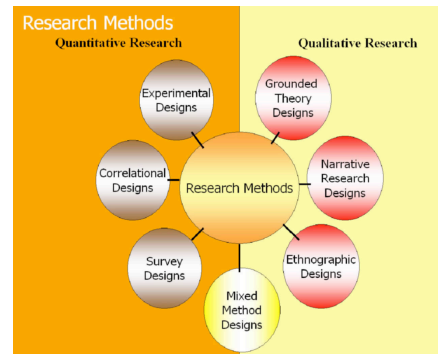 Research Methods
Quantitative Research
Qualitative Research
Experimental
Designs
Grounded
Theory
Designs
Correlational
Designs
Research Methods
Narrative
Research
Designs
Survey
Designs
Ethnographic
Designs
Mixed
Method
Designs